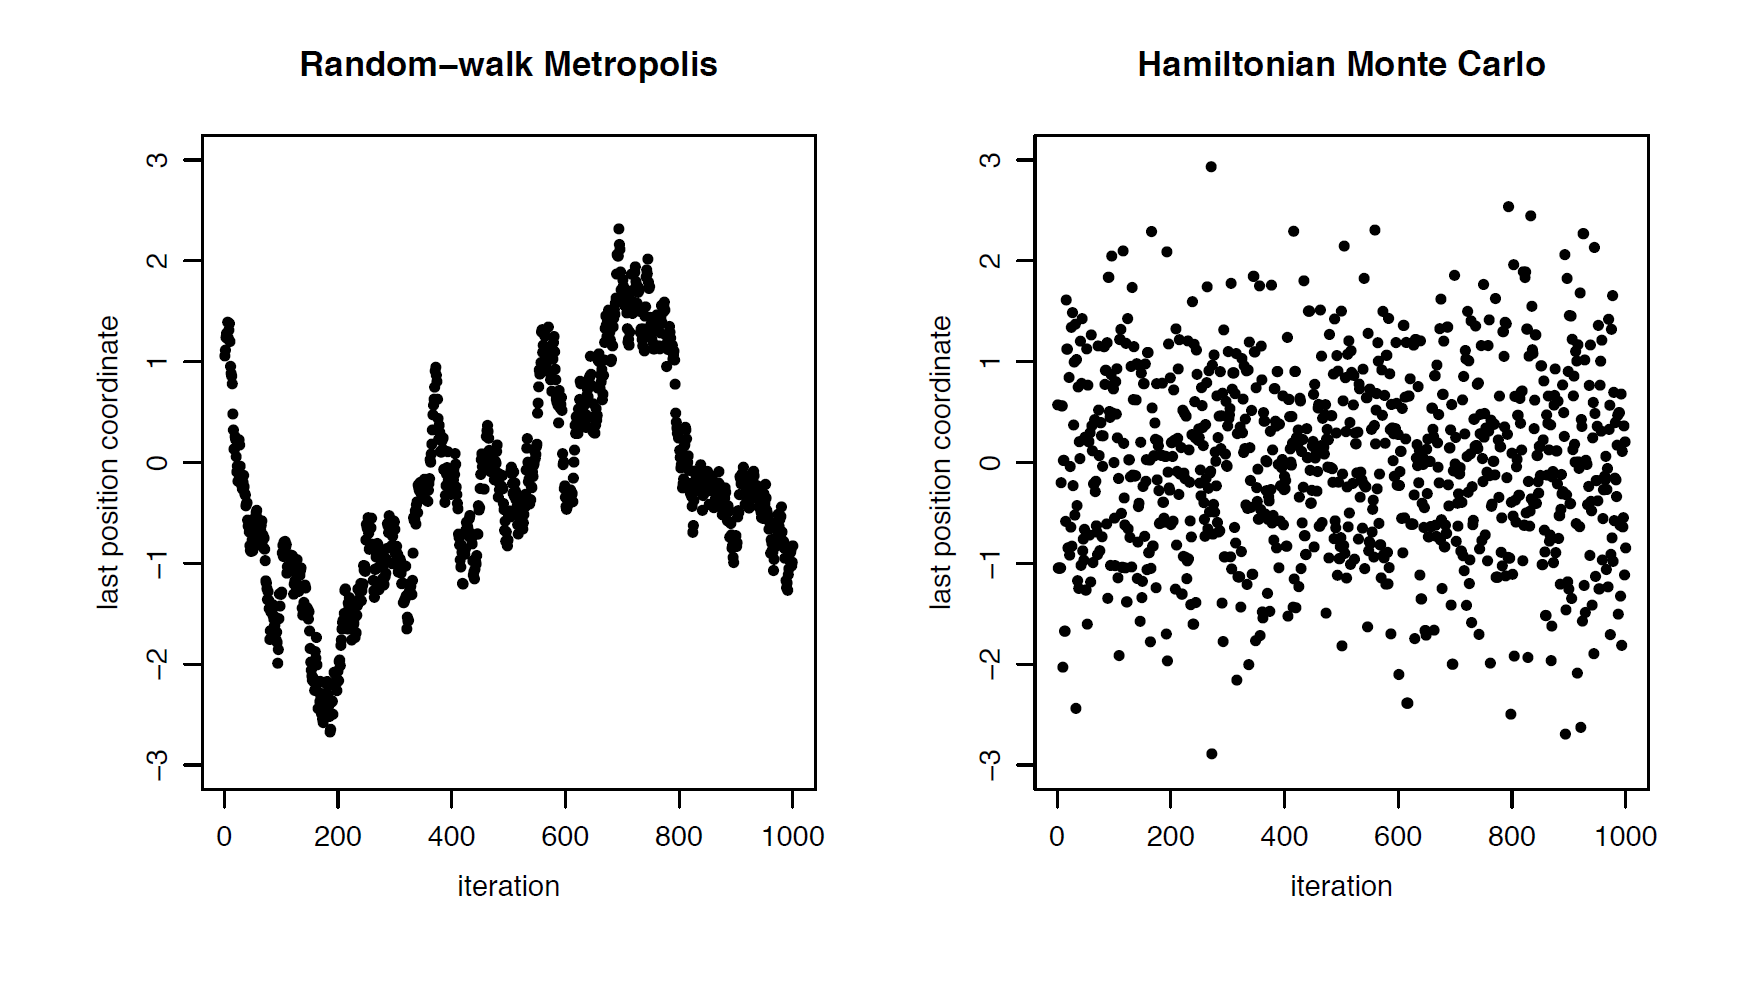 Random−walk Metropolis
last position coordinate
3
2
1
0
−1
−2
−3
0 200 400 600 800 1000
iteration
Hamiltonian Monte Carlo
last position coordinate
3
2
1
0
−1
−2
−3
0 200 400 600 800 1000
iteration